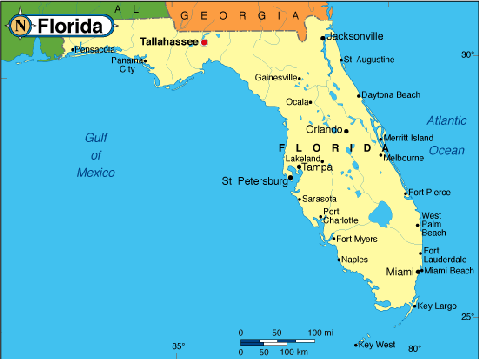 N Florida
AL
GEORGIA
Tallahassee
Jacksonville
Pensacola
Panama
City
St. Augustine
30°
Gainesville
Daytona Beach
Ocala
Atlantic
Ocean
Orlando
Merritt Island
Gulf
of
Mexico
FLORIDA
Lakeland
Melbourne
Tampa
St. Petersburg
Fort Pierce
Sarasota
Port
Charlotte
West
Palm
Beach
Fort Myers
Fort
Lauderdale
Naples
Miami
Miami Beach
Key Largo
25°
50 100 mi
50 100 km
35°
Key West
80°